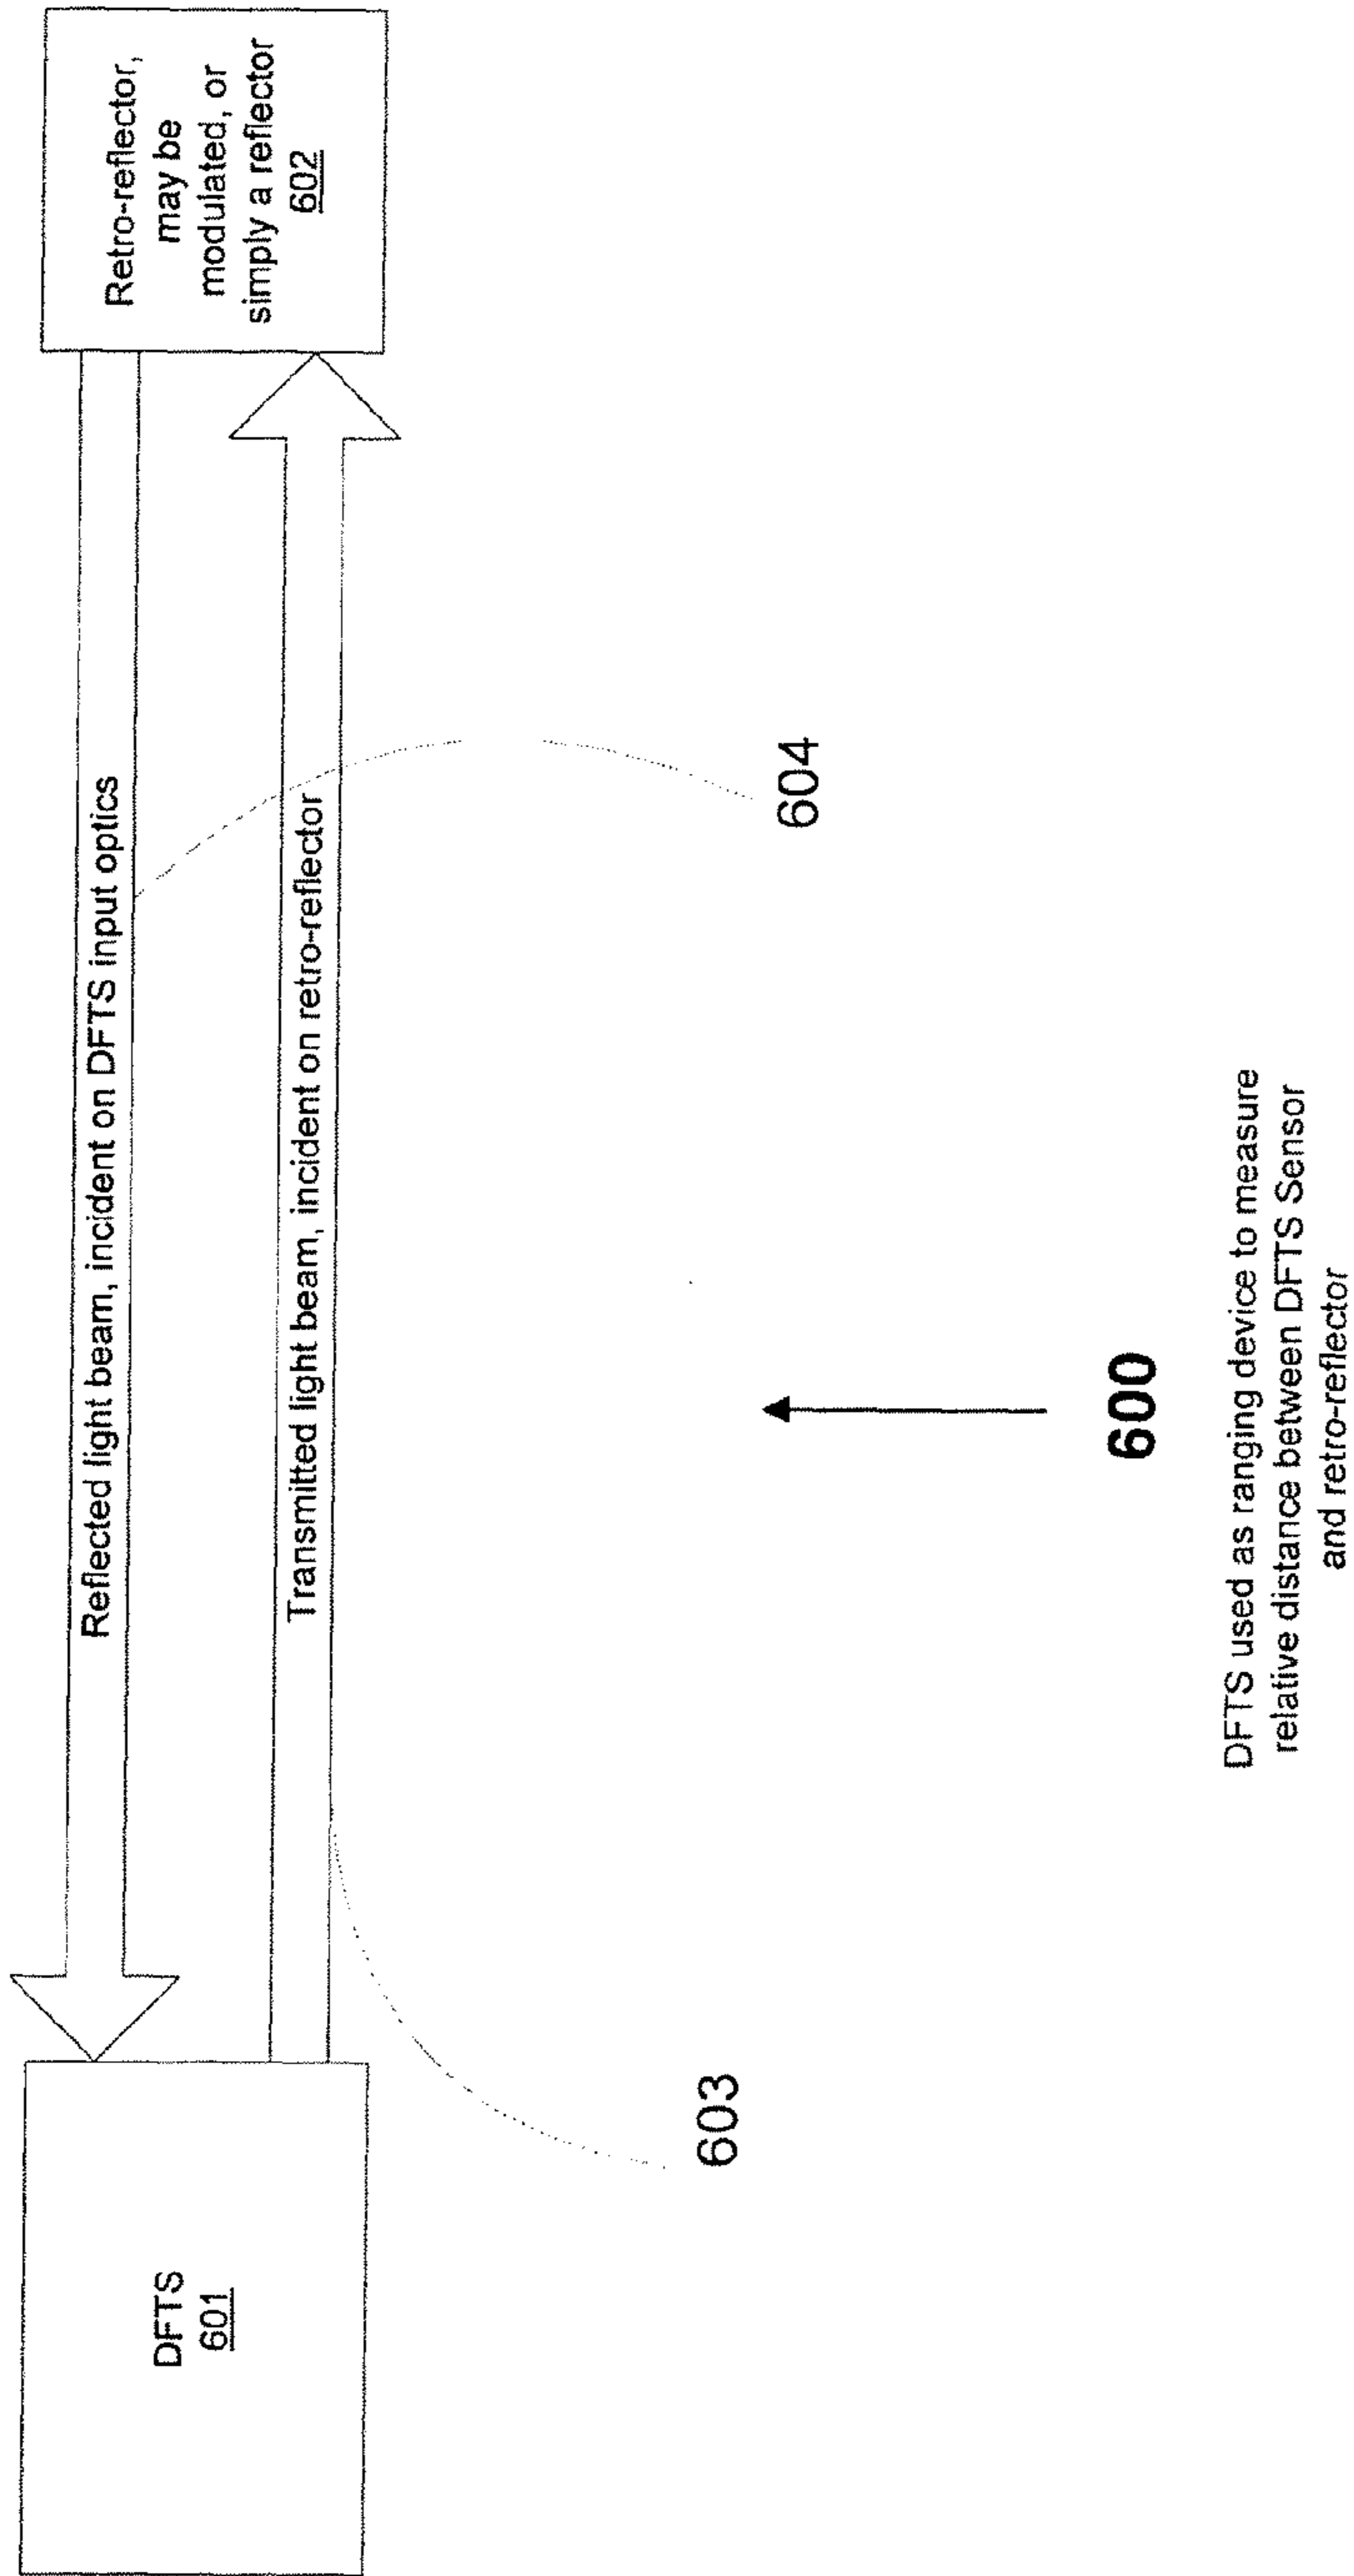 Reflected light beam, incident on DFTS input optics
Transmitted light beam, incident on retro-reflector
DFTS
601
Retro-reflector,
may be
modulated, or
simply a reflector
602
603
604
600
DFTS used as ranging device to measure
relative distance between DFTS Sensor
and retro-reflector